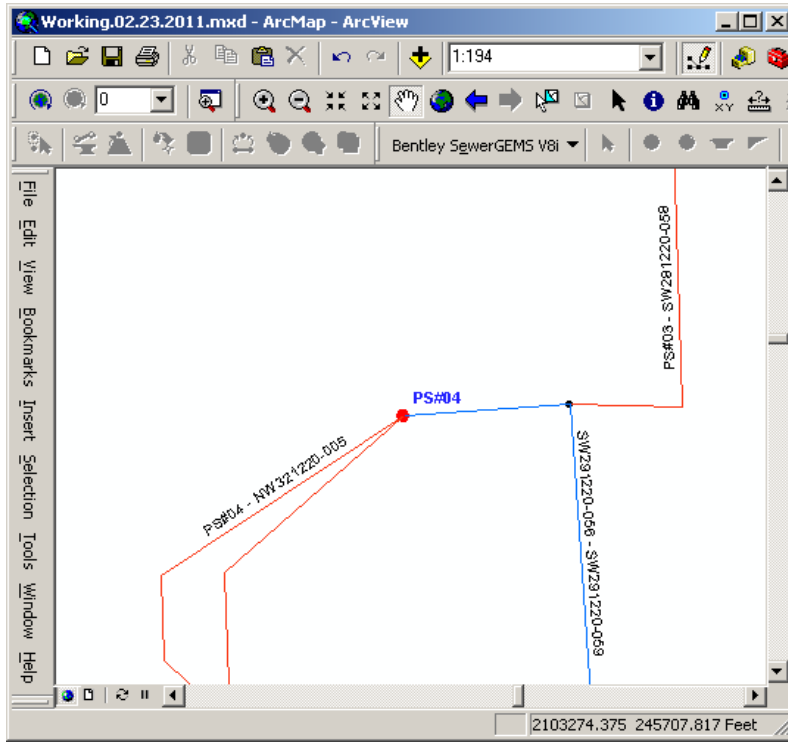 Working.02.23.2011.mxd - ArcMap - ArcView
1:194
0
XY
Bentley SewerGEMS V8i
File Edit View Bookmarks Insert Selection Tools Window Help
PS#03 - SW281220-058
PS#04
PS#04 - NW321220-005
SW291220-056 - SW291220-059
2103274.375 245707.817 Feet